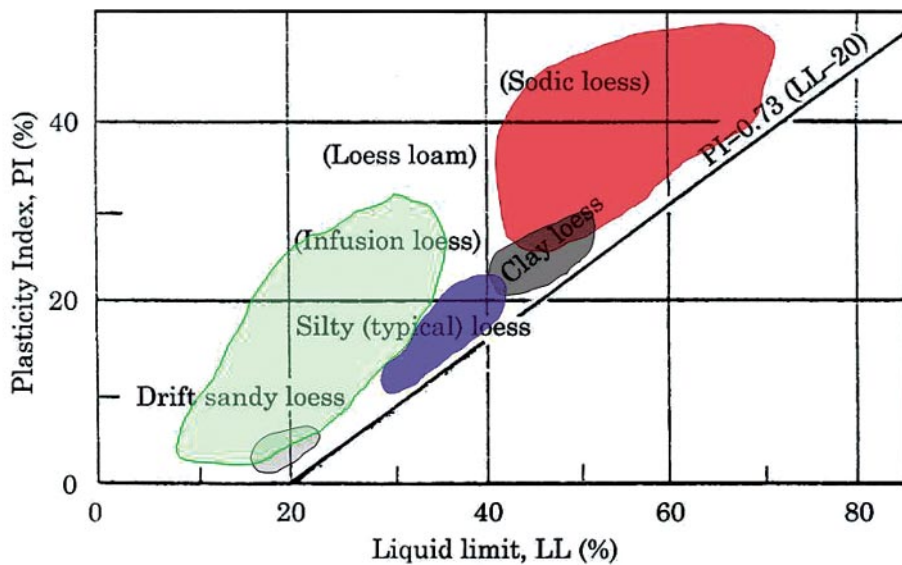 (Sodic loess)
PI=0.73 (LL–20)
40
(Loess loam)
Plasticity Index, PI (%)
(Infusion loess)
Clay loess
20
Silty (typical) loess
Drift sandy loess
0
0 20 40 60 80
Liquid limit, LL (%)